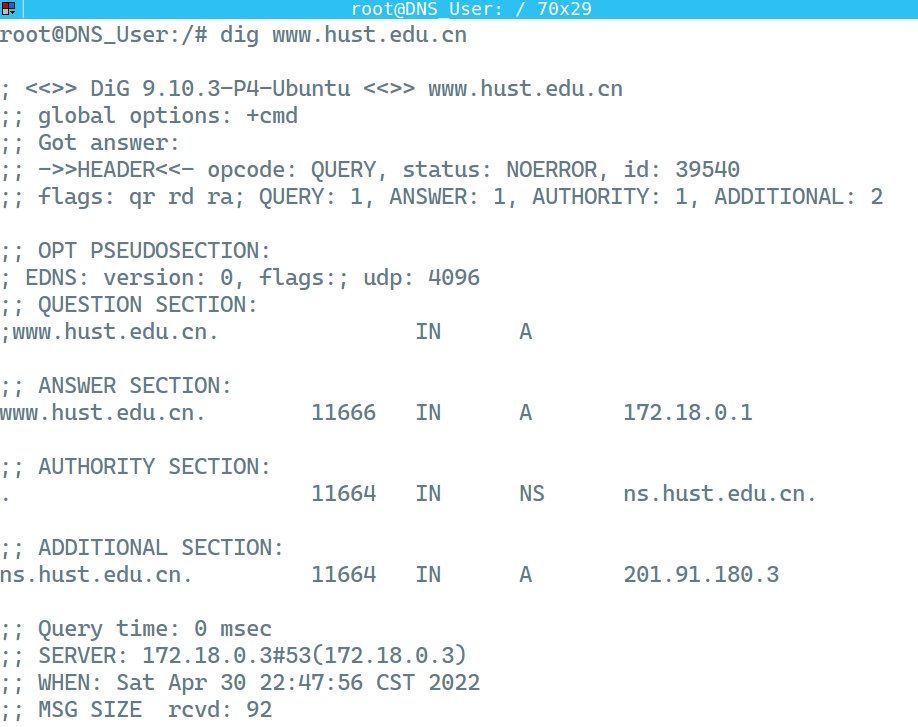 root@DNS_User: / 70x29
root@DNS_User:/# dig www.hust.edu.cn
; <<>> DiG 9.10.3-P4-Ubuntu <<>> www.hust.edu.cn
;; global options: +cmd
;; Got answer:
;; ->>HEADER<<- opcode: QUERY, status: NOERROR, id: 39540
;; flags: qr rd ra; QUERY: 1, ANSWER: 1, AUTHORITY: 1, ADDITIONAL: 2
;; OPT PSEUDOSECTION:
; EDNS: version: 0, flags:; udp: 4096
;; QUESTION SECTION:
;www.hust.edu.cn. IN A
;; ANSWER SECTION:
www.hust.edu.cn. 11666 IN A 172.18.0.1
;; AUTHORITY SECTION:
. 11664 IN NS ns.hust.edu.cn.
;; ADDITIONAL SECTION:
ns.hust.edu.cn. 11664 IN A 201.91.180.3
;; Query time: 0 msec
;; SERVER: 172.18.0.3#53(172.18.0.3)
;; WHEN: Sat Apr 30 22:47:56 CST 2022
;; MSG SIZE rcvd: 92